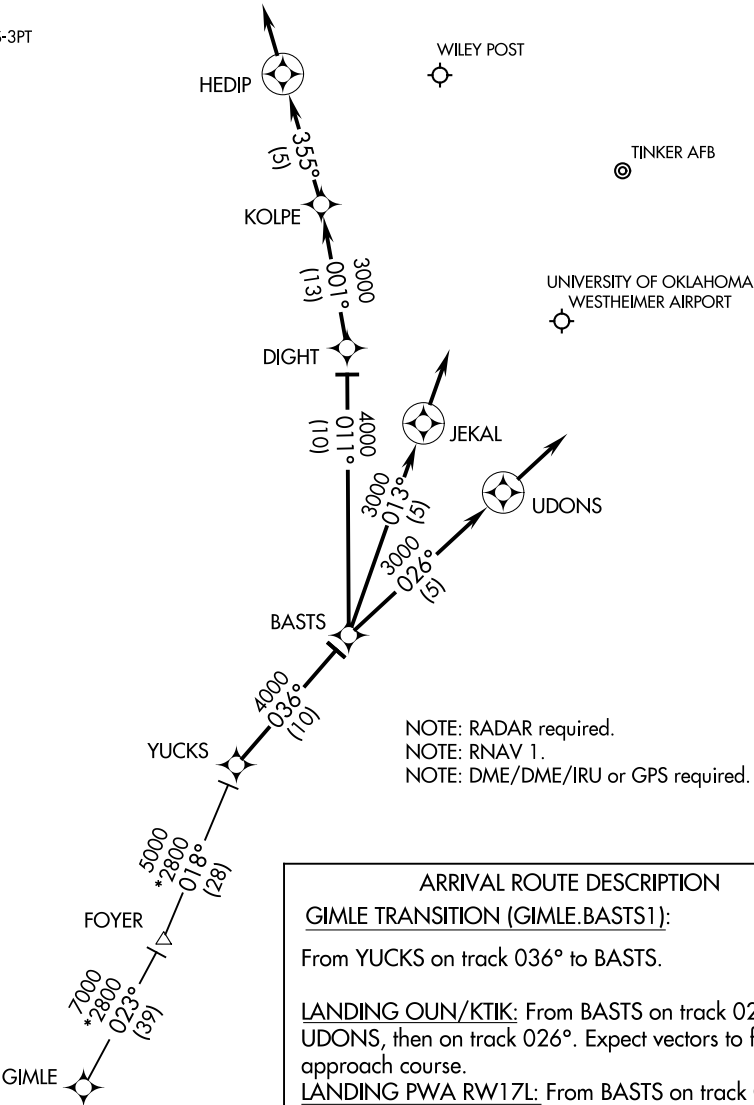 -3PT
WILEY POST
HEDIP
TINKER AFB
355°
(5)
KOLPE
UNIVERSITY OF OKLAHOMA
WESTHEIMER AIRPORT
3000
001°
(13)
DIGHT
4000
011°
(10)
JEKAL
3000
013°
(5)
UDONS
3000
026°
(5)
BASTS
4000
036°
(10)
NOTE: RADAR required.
NOTE: RNAV 1.
NOTE: DME/DME/IRU or GPS required.
YUCKS
5000
*2800
018°
(28)
FOYER
7000
*2800
023°
(39)
GIMLE
ARRIVAL ROUTE DESCRIPTION
GIMLE TRANSITION (GIMLE.BASTS1):
From YUCKS on track 036° to BASTS.
LANDING OUN/KTIK: From BASTS on track
UDONS, then on track 026°. Expect vectors to
approach course.
LANDING PWA RW17L: From BASTS on track